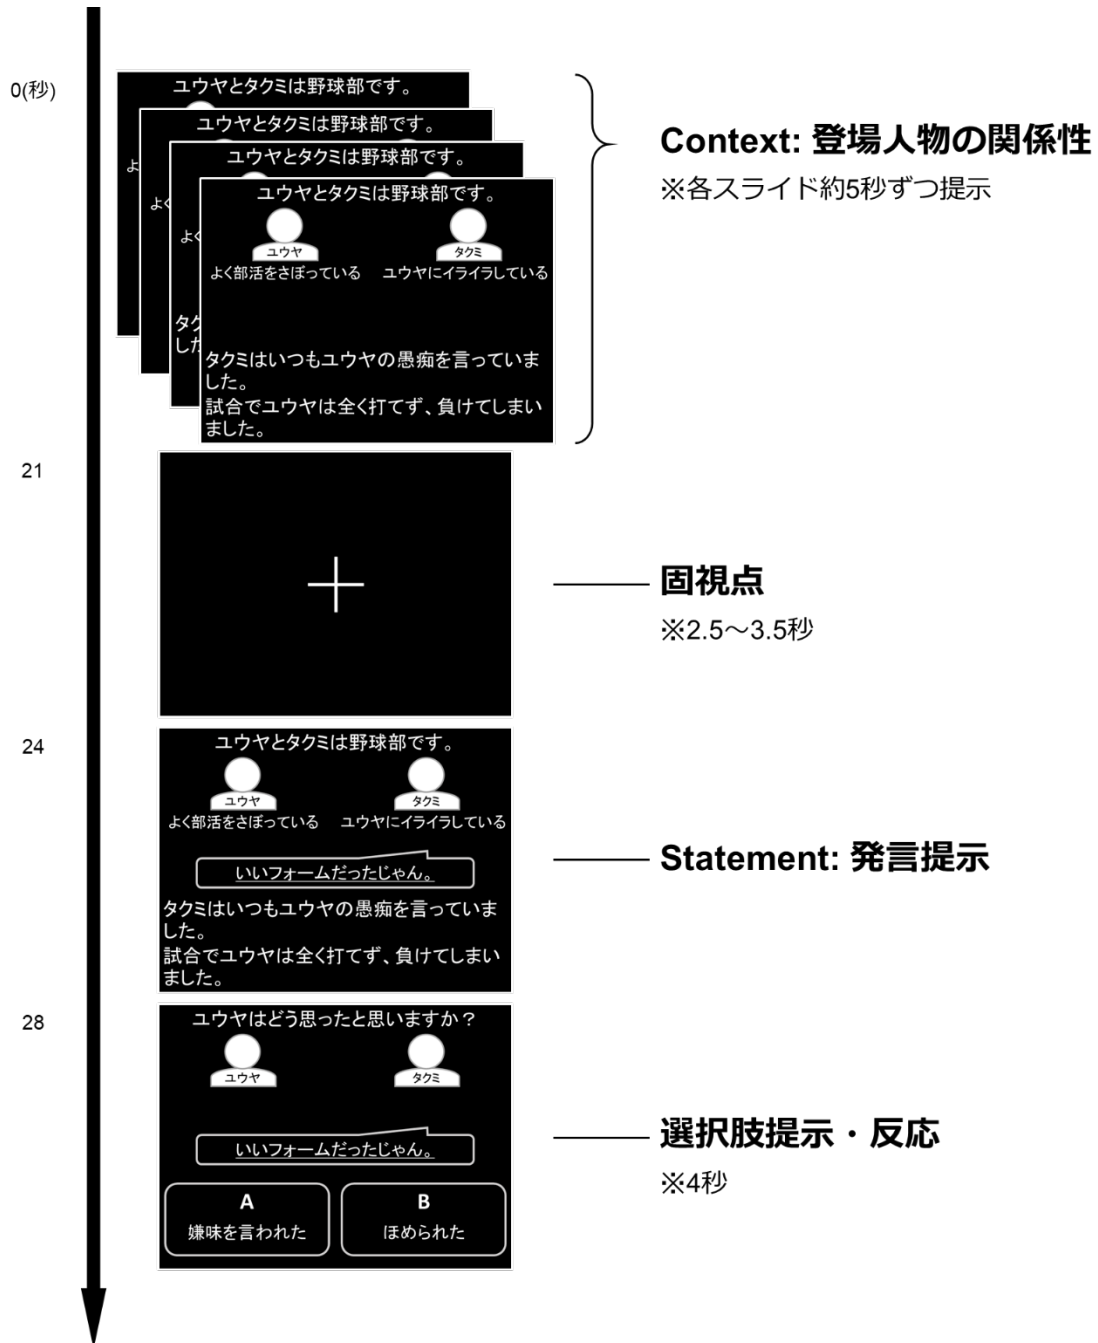 0(秒)
ユウヤとタクミは野球部です。
ユウヤとタクミは野球部です。
よ
ユウヤとタクミは野球部です。
よく
ユウヤとタクミは野球部です。
よく
ユウヤ
タクミ
よく部活をさぼっている
ユウヤにイライラしている
タク
した
タクミはいつもユウヤの愚痴を言っていま
した。
試合でユウヤは全く打てず、負けてしまい
ました。
Context: 登場人物の関係性
※各スライド約5秒ずつ提示
21
固視点
※2.5～3.5秒
24
ユウヤとタクミは野球部です。
ユウヤ
タクミ
よく部活をさぼっている
ユウヤにイライラしている
いいフォームだったじゃん。
タクミはいつもユウヤの愚痴を言っていま
した。
試合でユウヤは全く打てず、負けてしまい
ました。
Statement: 発言提示
28
ユウヤはどう思ったと思いますか？
ユウヤ
タクミ
いいフォームだったじゃん。
A
嫌味を言われた
B
ほめられた
選択肢提示・反応
※4秒